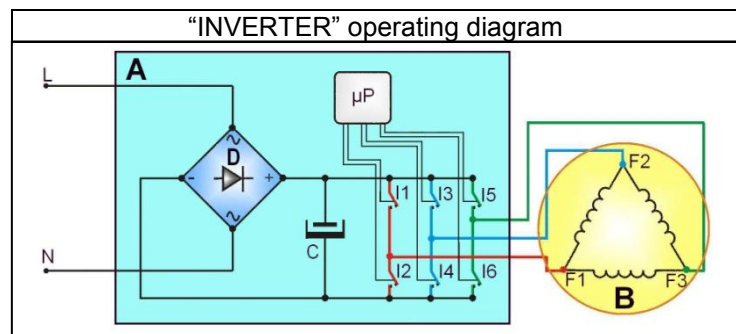 “INVERTER” operating diagram
L
A
µP
D
-
+
I1
I3
I5
F2
C
N
I2
I4
I6
F1
F3
B